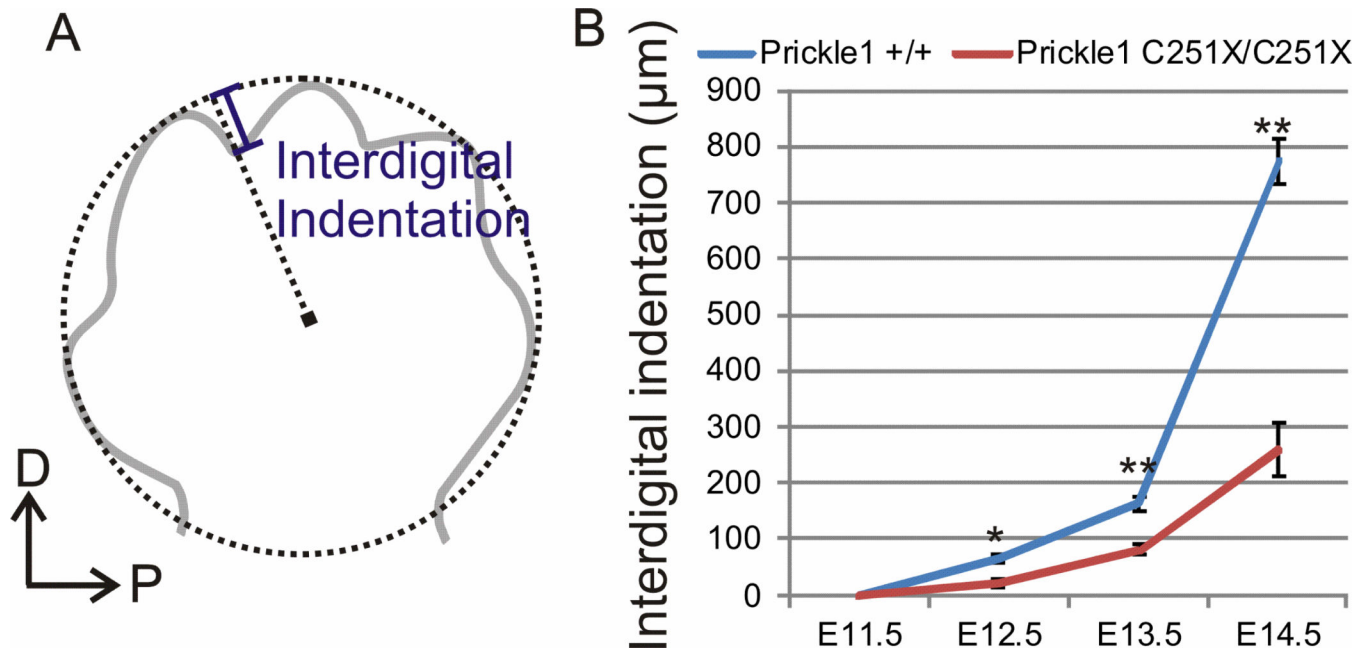 A
Interdigital
Indentation
D
P
B
Prickle1 +/+ Prickle1 C251X/C251X
Interdigital indentation (µm)
900
800
700
600
500
400
300
200
100
0
**
**
*
E11.5 E12.5 E13.5 E14.5